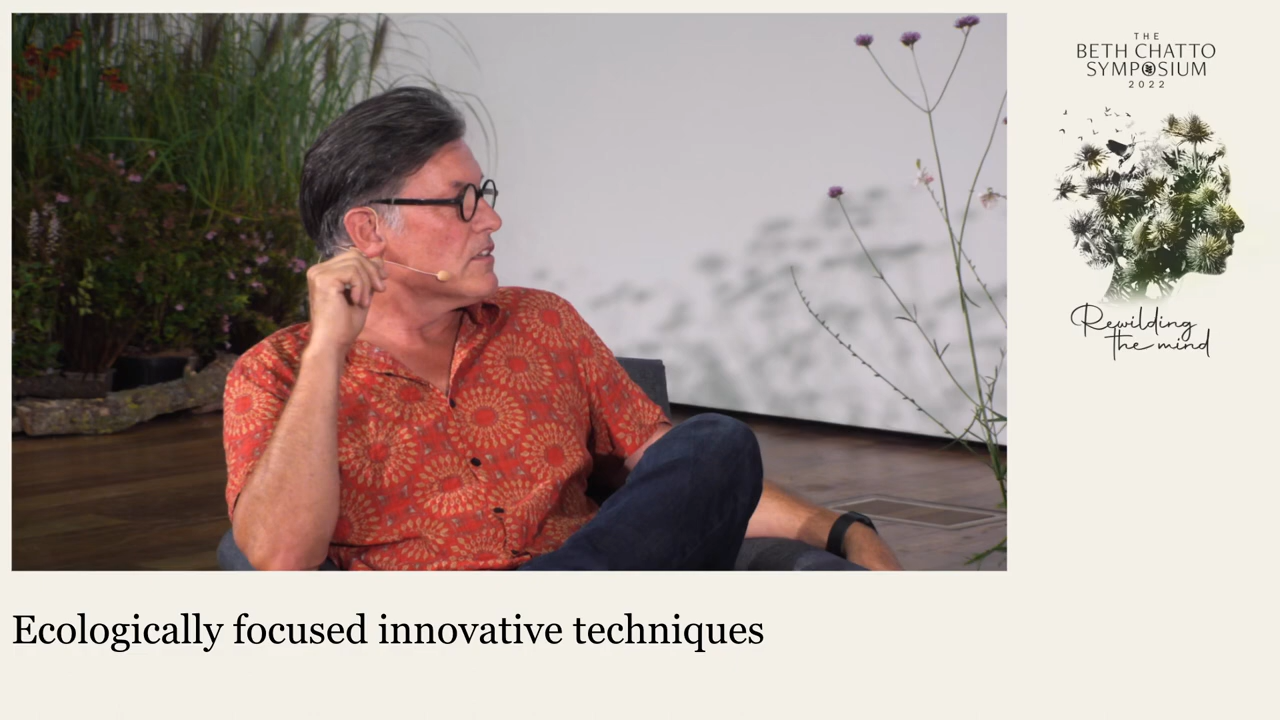 THE
BETH CHATTO
SYMPOSIUM
2022
Rewilding
the mind
Ecologically focused innovative techniques